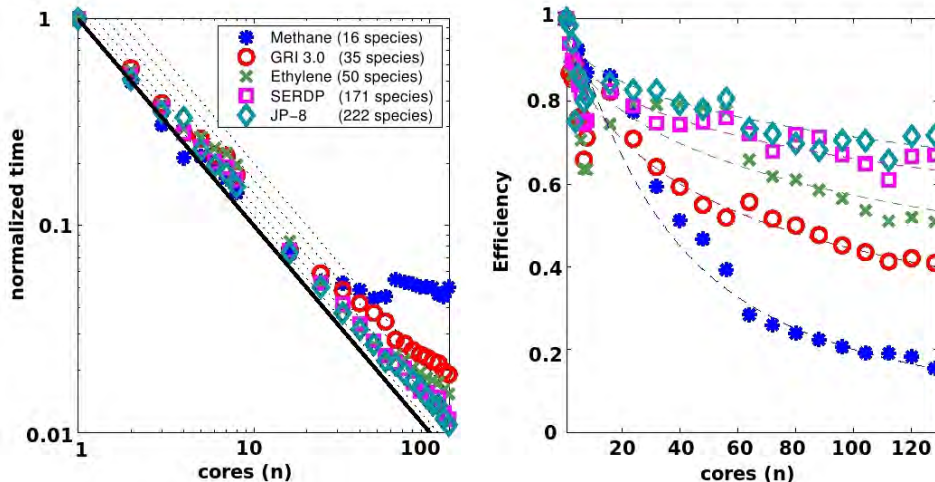 1
Methane (16 species)
GRI 3.0 (35 species)
Ethylene (50 species)
SERDP (171 species)
JP-8 (222 species)
normalized time
0.1
0.01
1
10
100
cores (n)
1
0.8
0.6
0.4
0.2
0
Efficiency
20
40
60
80
100
120
cores (n)